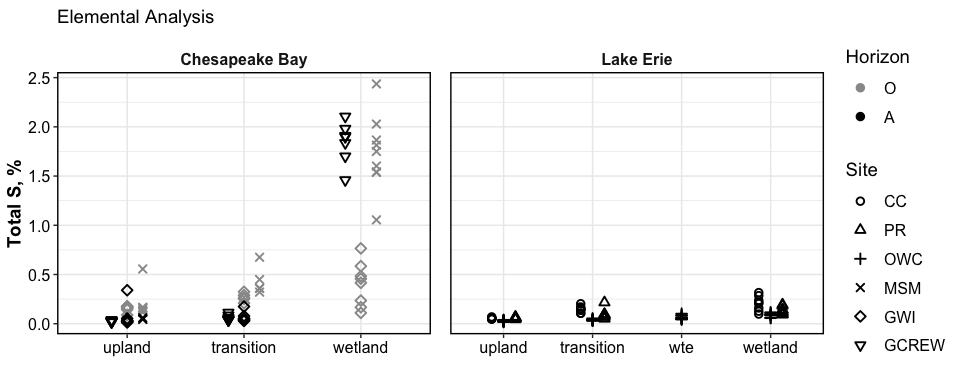 Elemental Analysis
Chesapeake Bay
Lake Erie
Total S, %
2.5
2.0
1.5
1.0
0.5
0.0
upland transition wetland
upland transition wte wetland
Horizon
O
A
Site
CC
PR
OWC
MSM
GWI
GCREW